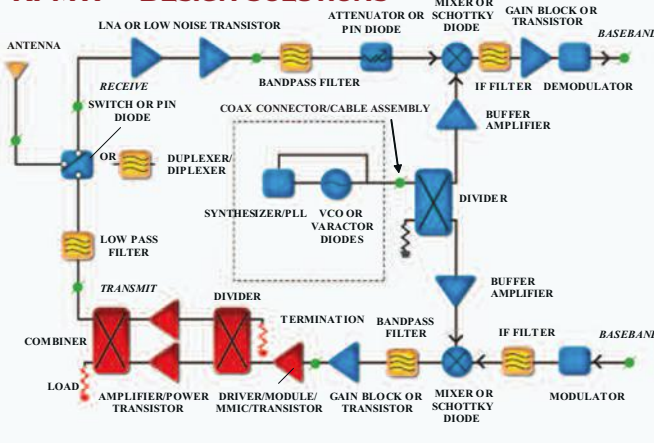 DESIGN SOLUTIONS
ANTENNA
LNA OR LOW NOISE TRANSISTOR
ATTENUATOR OR
PIN DIODE
MIXER OR
SCHOTTKY
DIODE
GAIN BLOCK OR
TRANSISTOR
BASEBAND
RECEIVE
BANDPASS FILTER
IF FILTER
DEMODULATOR
SWITCH OR PIN
DIODE
COAX CONNECTOR/CABLE ASSEMBLY
BUFFER
AMPLIFIER
OR
DUPLEXER/
DIPLEXER
SYNTHESIZER/PLL
VCO OR
VARACTOR
DIODES
DIVIDER
LOW PASS
FILTER
TRANSMIT
DIVIDER
TERMINATION
BUFFER
AMPLIFIER
COMBINER
BANDPASS
FILTER
IF FILTER
BASEBAND
LOAD
AMPLIFIER/POWER
TRANSISTOR
DRIVER/MODULE/
MMIC/TRANSISTOR
GAIN BLOCK OR
TRANSISTOR
MIXER OR
SCHOTTKY
DIODE
MODULATOR